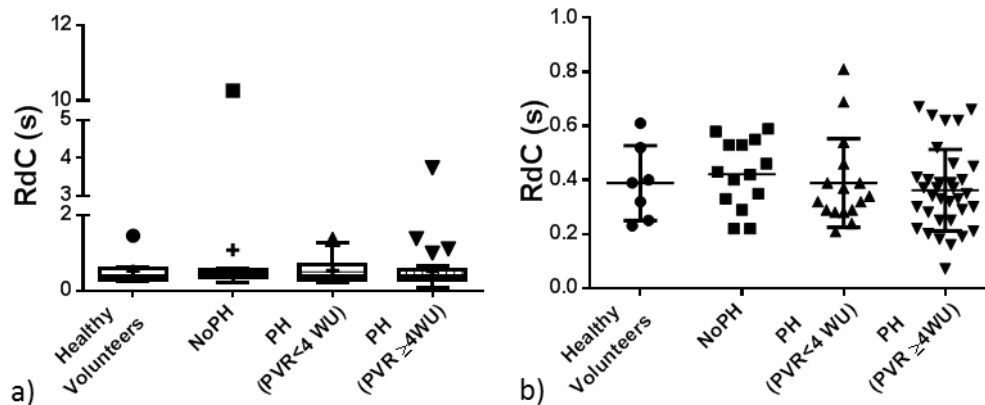 12
10
5
4
3
2
0
RdC (s)
Healthy
Volunteers
NoPH
PH
(PVR<4 WU)
PH
(PVR ≥4WU)
a)
1.0
0.8
0.6
0.4
0.2
0.0
RdC (s)
Healthy
Volunteers
NoPH
PH
(PVR<4 WU)
PH
(PVR ≥4WU)
b)